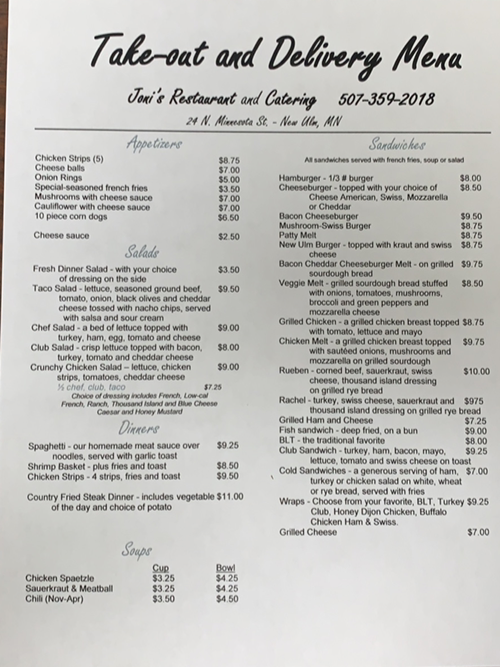 Take-out and Delivery Menu
Joni's Restaurant and Catering 507-359-2018
24 N. Minnesota St. - New Ulm, MN
Appetizers
Chicken Strips (5) $8.75
Cheese balls $7.00
Onion Rings $5.00
Special-seasoned french fries $3.50
Mushrooms with cheese sauce $7.00
Cauliflower with cheese sauce $7.00
10 piece corn dogs $6.50
Cheese sauce $2.50
Salads
Fresh Dinner Salad - with your choice $3.50
of dressing on the side
Taco Salad - lettuce, seasoned ground beef, $9.50
tomato, onion, black olives and cheddar
cheese tossed with nacho chips, served
with salsa and sour cream
Chef Salad - a bed of lettuce topped with $9.00
turkey, ham, egg, tomato and cheese
Club Salad - crisp lettuce topped with bacon, $8.00
turkey, tomato and cheddar cheese
Crunchy Chicken Salad – lettuce, chicken $9.00
strips, tomatoes, cheddar cheese
½ chef, club, taco $7.25
Choice of dressing includes French, Low-cal
French, Ranch, Thousand Island and Blue Cheese
Caesar and Honey Mustard
Dinners
Spaghetti - our homemade meat sauce over $9.25
noodles, served with garlic toast
Shrimp Basket - plus fries and toast $8.50
Chicken Strips - 4 strips, fries and toast $9.50
Country Fried Steak Dinner - includes vegetable $11.00
of the day and choice of potato
Soups
Cup Bowl
Chicken Spaetzle $3.25 $4.25
Sauerkraut & Meatball $3.25 $4.25
Chili (Nov-Apr) $3.50 $4.50
Sandwiches
All sandwiches served with french fries, soup or salad
Hamburger - 1/3 # burger $8.00
Cheeseburger - topped with your choice of $8.50
Cheese American, Swiss, Mozzarella
or Cheddar
Bacon Cheeseburger $9.50
Mushroom-Swiss Burger $8.75
Patty Melt $8.75
New Ulm Burger - topped with kraut and swiss $8.75
cheese
Bacon Cheddar Cheeseburger Melt - on grilled $9.75
sourdough bread
Veggie Melt - grilled sourdough bread stuffed $8.50
with onions, tomatoes, mushrooms,
broccoli and green peppers and
mozzarella cheese
Grilled Chicken - a grilled chicken breast topped $8.75
with tomato, lettuce and mayo
Chicken Melt - a grilled chicken breast topped $9.75
with sautéed onions, mushrooms and
mozzarella on grilled sourdough
Rueben - corned beef, sauerkraut, swiss $10.00
cheese, thousand island dressing
on grilled rye bread
Rachel - turkey, swiss cheese, sauerkraut and $975
thousand island dressing on grilled rye bread
Grilled Ham and Cheese $7.25
Fish sandwich - deep fried, on a bun $9.00
BLT - the traditional favorite $8.00
Club Sandwich - turkey, ham, bacon, mayo, $9.25
lettuce, tomato and swiss cheese on toast
Cold Sandwiches - a generous serving of ham, $7.00
turkey or chicken salad on white, wheat
or rye bread, served with fries
Wraps - Choose from your favorite, BLT, Turkey $9.25
Club, Honey Dijon Chicken, Buffalo
Chicken Ham & Swiss.
Grilled Cheese $7.00